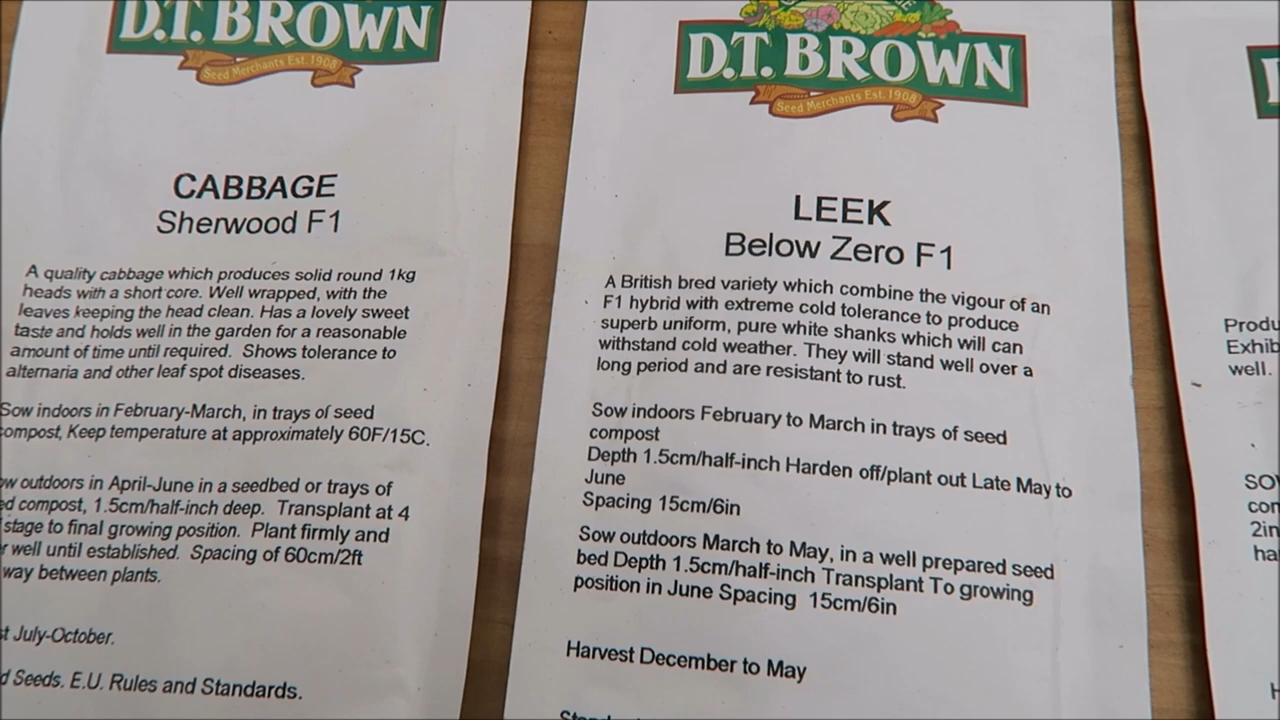 D.T. BROWN
Seed Merchants Est. 1908
CABBAGE
Sherwood F1
A quality cabbage which produces solid round 1kg
heads with a short core. Well wrapped, with the
leaves keeping the head clean. Has a lovely sweet
taste and holds well in the garden for a reasonable
amount of time until required. Shows tolerance to
alternaria and other leaf spot diseases.
Sow indoors in February-March, in trays of seed
compost, Keep temperature at approximately 60F/15C.
outdoors in April-June in a seedbed or trays of
compost, 1.5cm/half-inch deep. Transplant at 4
stage to final growing position. Plant firmly and
well until established. Spacing of 60cm/2ft
way between plants.
July-October.
Seeds. E.U. Rules and Standards.
D.T. BROWN
Seed Merchants Est. 1908
LEEK
Below Zero F1
A British bred variety which combine the vigour of an
F1 hybrid with extreme cold tolerance to produce
superb uniform, pure white shanks which will can
withstand cold weather. They will stand well over a
long period and are resistant to rust.
Sow indoors February to March in trays of seed
compost
Depth 1.5cm/half-inch Harden off/plant out Late May to
June
Spacing 15cm/6in
Sow outdoors March to May, in a well prepared seed
bed Depth 1.5cm/half-inch Transplant To growing
position in June Spacing 15cm/6in
Harvest December to May
Produ
Exhib
well.
SO
con
2in
ha